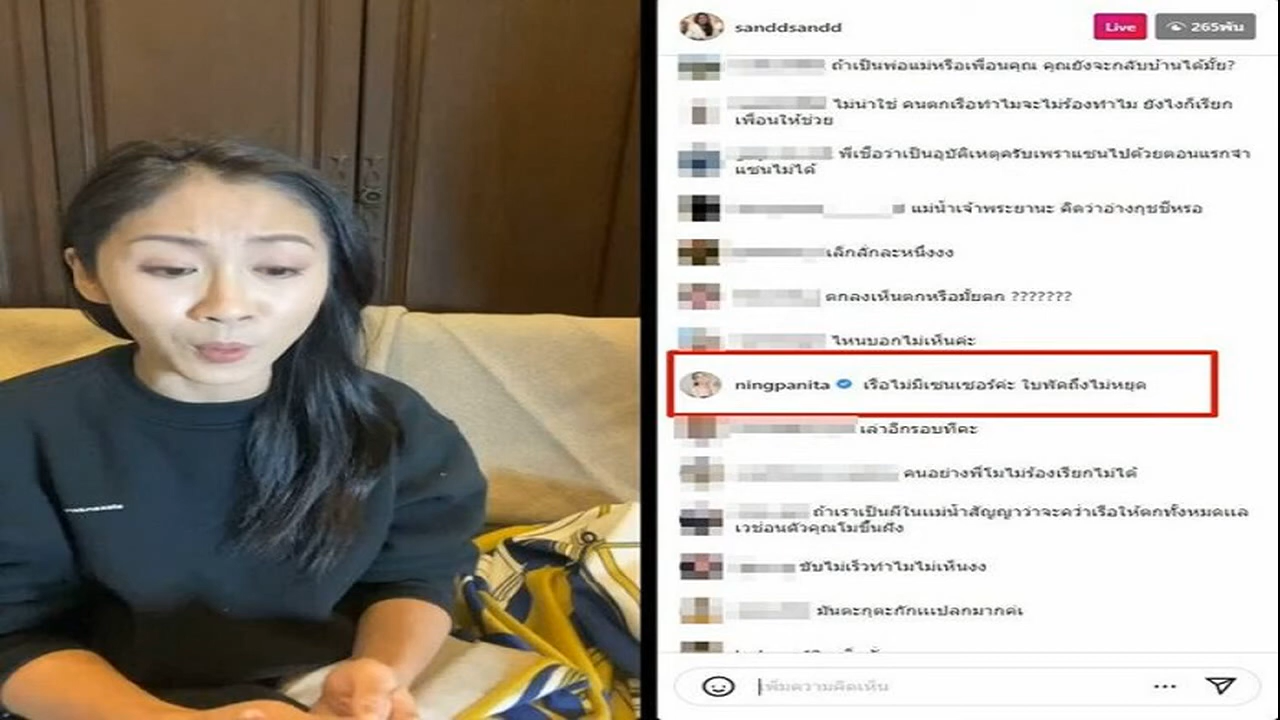 sanddsandd
Live
265พัน
ถ้าเป็นพ่อแม่หรือเพื่อนคุณ คุณยังจะกลับบ้านได้มั้ย?
ไม่น่าใช่ คนตกเรือทำไมจะไม่ร้องทำไม ยังไงก็เรียก
เพื่อนให้ช่วย
พี่เชื่อว่าเป็นอุบัติเหตุครับเพราะแซนไปด้วยตอนแรกจำ
แซนไม่ได้
แม่น้ำเจ้าพระยานะ คิดว่าอ่างกุชชี่หรอ
เล็กสักละหนึ่งงง
ตกลงเห็นตกหรือมั้ยตก ???????
ไหนบอกไม่เห็นค่ะ
ningpanita เรือไม่มีเซนเซอร์ค่ะ ใบพัดถึงไม่หยุด
เล่าอีกรอบทีคะ
คนอย่างพี่โมไม่ร้องเรียกไม่ได้
ถ้าเราเป็นผีในแม่น้ำสัญญาว่าจะคว่ำเรือให้ตกทั้งหมดแล
เวช่อนตัวคุณโมขึ้นฝั่ง
ขับไม่เร็วทำไมไม่เห็นงง
มันตะกุตะกักแแปลกมากค่ะ
เพิ่มความคิดเห็น